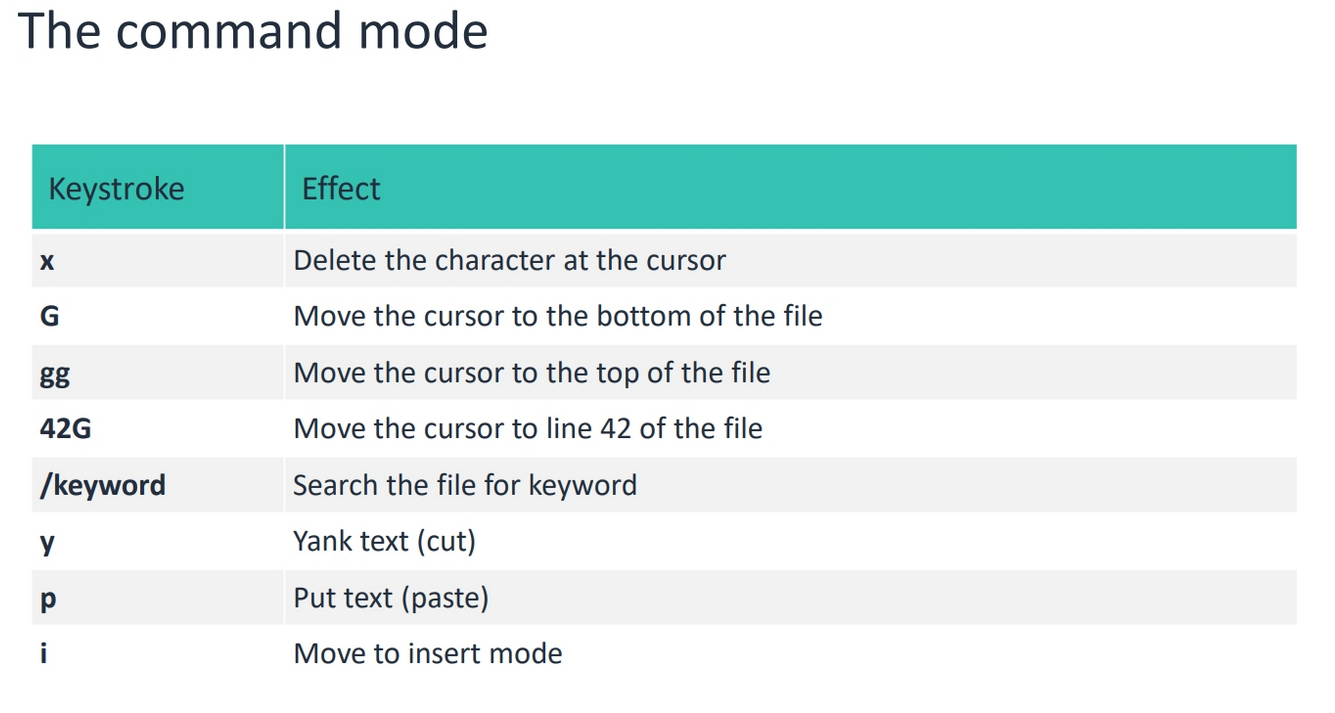 The command mode
Keystroke Effect
x Delete the character at the cursor
G Move the cursor to the bottom of the file
gg Move the cursor to the top of the file
42G Move the cursor to line 42 of the file
/keyword Search the file for keyword
y Yank text (cut)
p Put text (paste)
i Move to insert mode